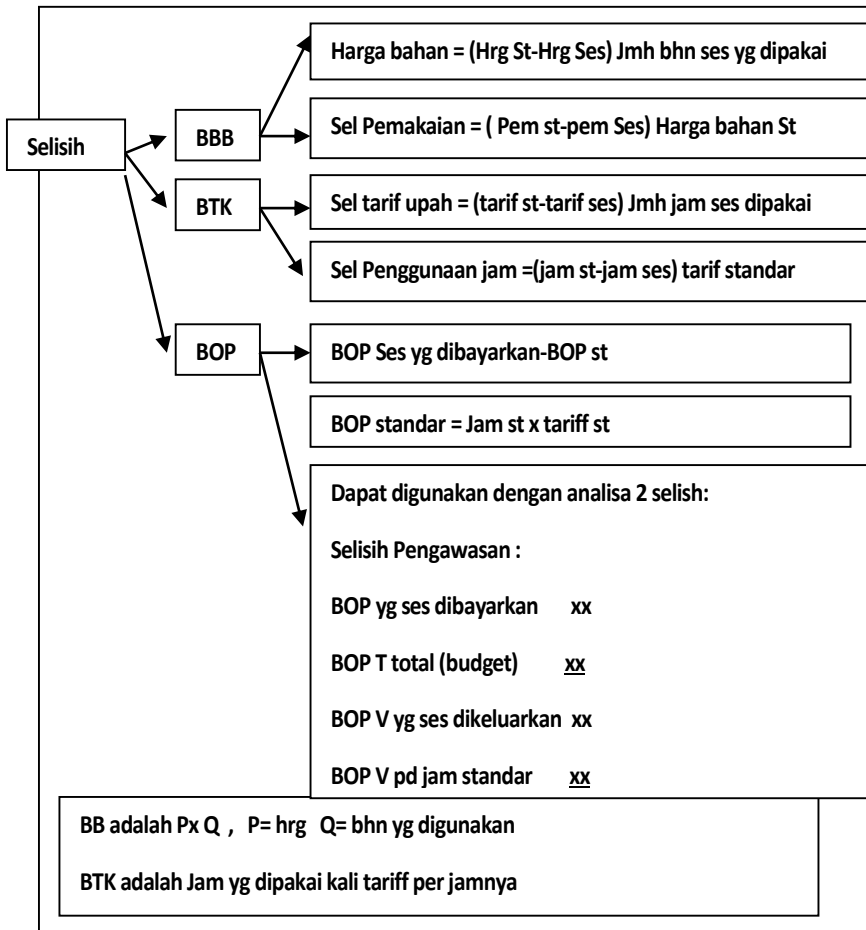 Harga bahan = (Hrg St-Hrg Ses) Jmh bhn ses yg dipakai
Selisih
BBB
Sel Pemakaian = ( Pem st-pem Ses) Harga bahan St
BTK
Sel tarif upah = (tarif st-tarif ses) Jmh jam ses dipakai
Sel Penggunaan jam =(jam st-jam ses) tarif standar
BOP
BOP Ses yg dibayarkan-BOP st
BOP standar = Jam st x tariff st
Dapat digunakan dengan analisa 2 selish:
Selisih Pengawasan :
BOP yg ses dibayarkan xx
BOP T total (budget) xx
BOP V yg ses dikeluarkan xx
BOP V pd jam standar xx
BB adalah Px Q , P= hrg Q= bhn yg digunakan
BTK adalah Jam yg dipakai kali tariff per jamnya